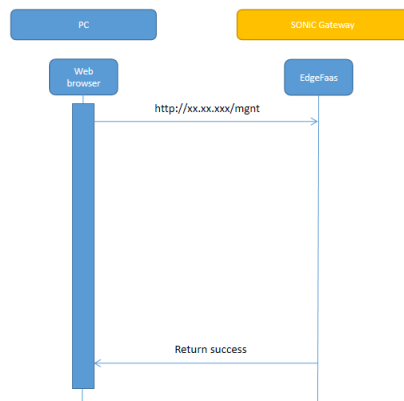 PC
SONiC Gateway
Web
browser
EdgeFaas
http://xx.xx.xxx/mgnt
Return success